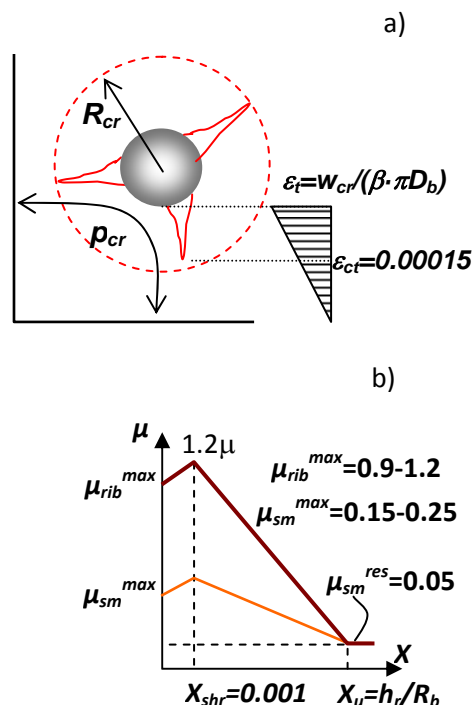 a)
R_cr
ε_t=w_cr/(β·πD_b)
p_cr
ε_ct=0.00015
b)
μ
1.2μ
μ_rib^max
μ_rib^max=0.9-1.2
μ_sm^max=0.15-0.25
μ_sm^max
μ_sm^res=0.05
X
X_shr=0.001 X_u=h_r/R_b